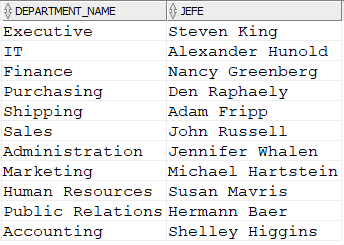 DEPARTMENT_NAME JEFE
Executive Steven King
IT Alexander Hunold
Finance Nancy Greenberg
Purchasing Den Raphaely
Shipping Adam Fripp
Sales John Russell
Administration Jennifer Whalen
Marketing Michael Hartstein
Human Resources Susan Mavris
Public Relations Hermann Baer
Accounting Shelley Higgins